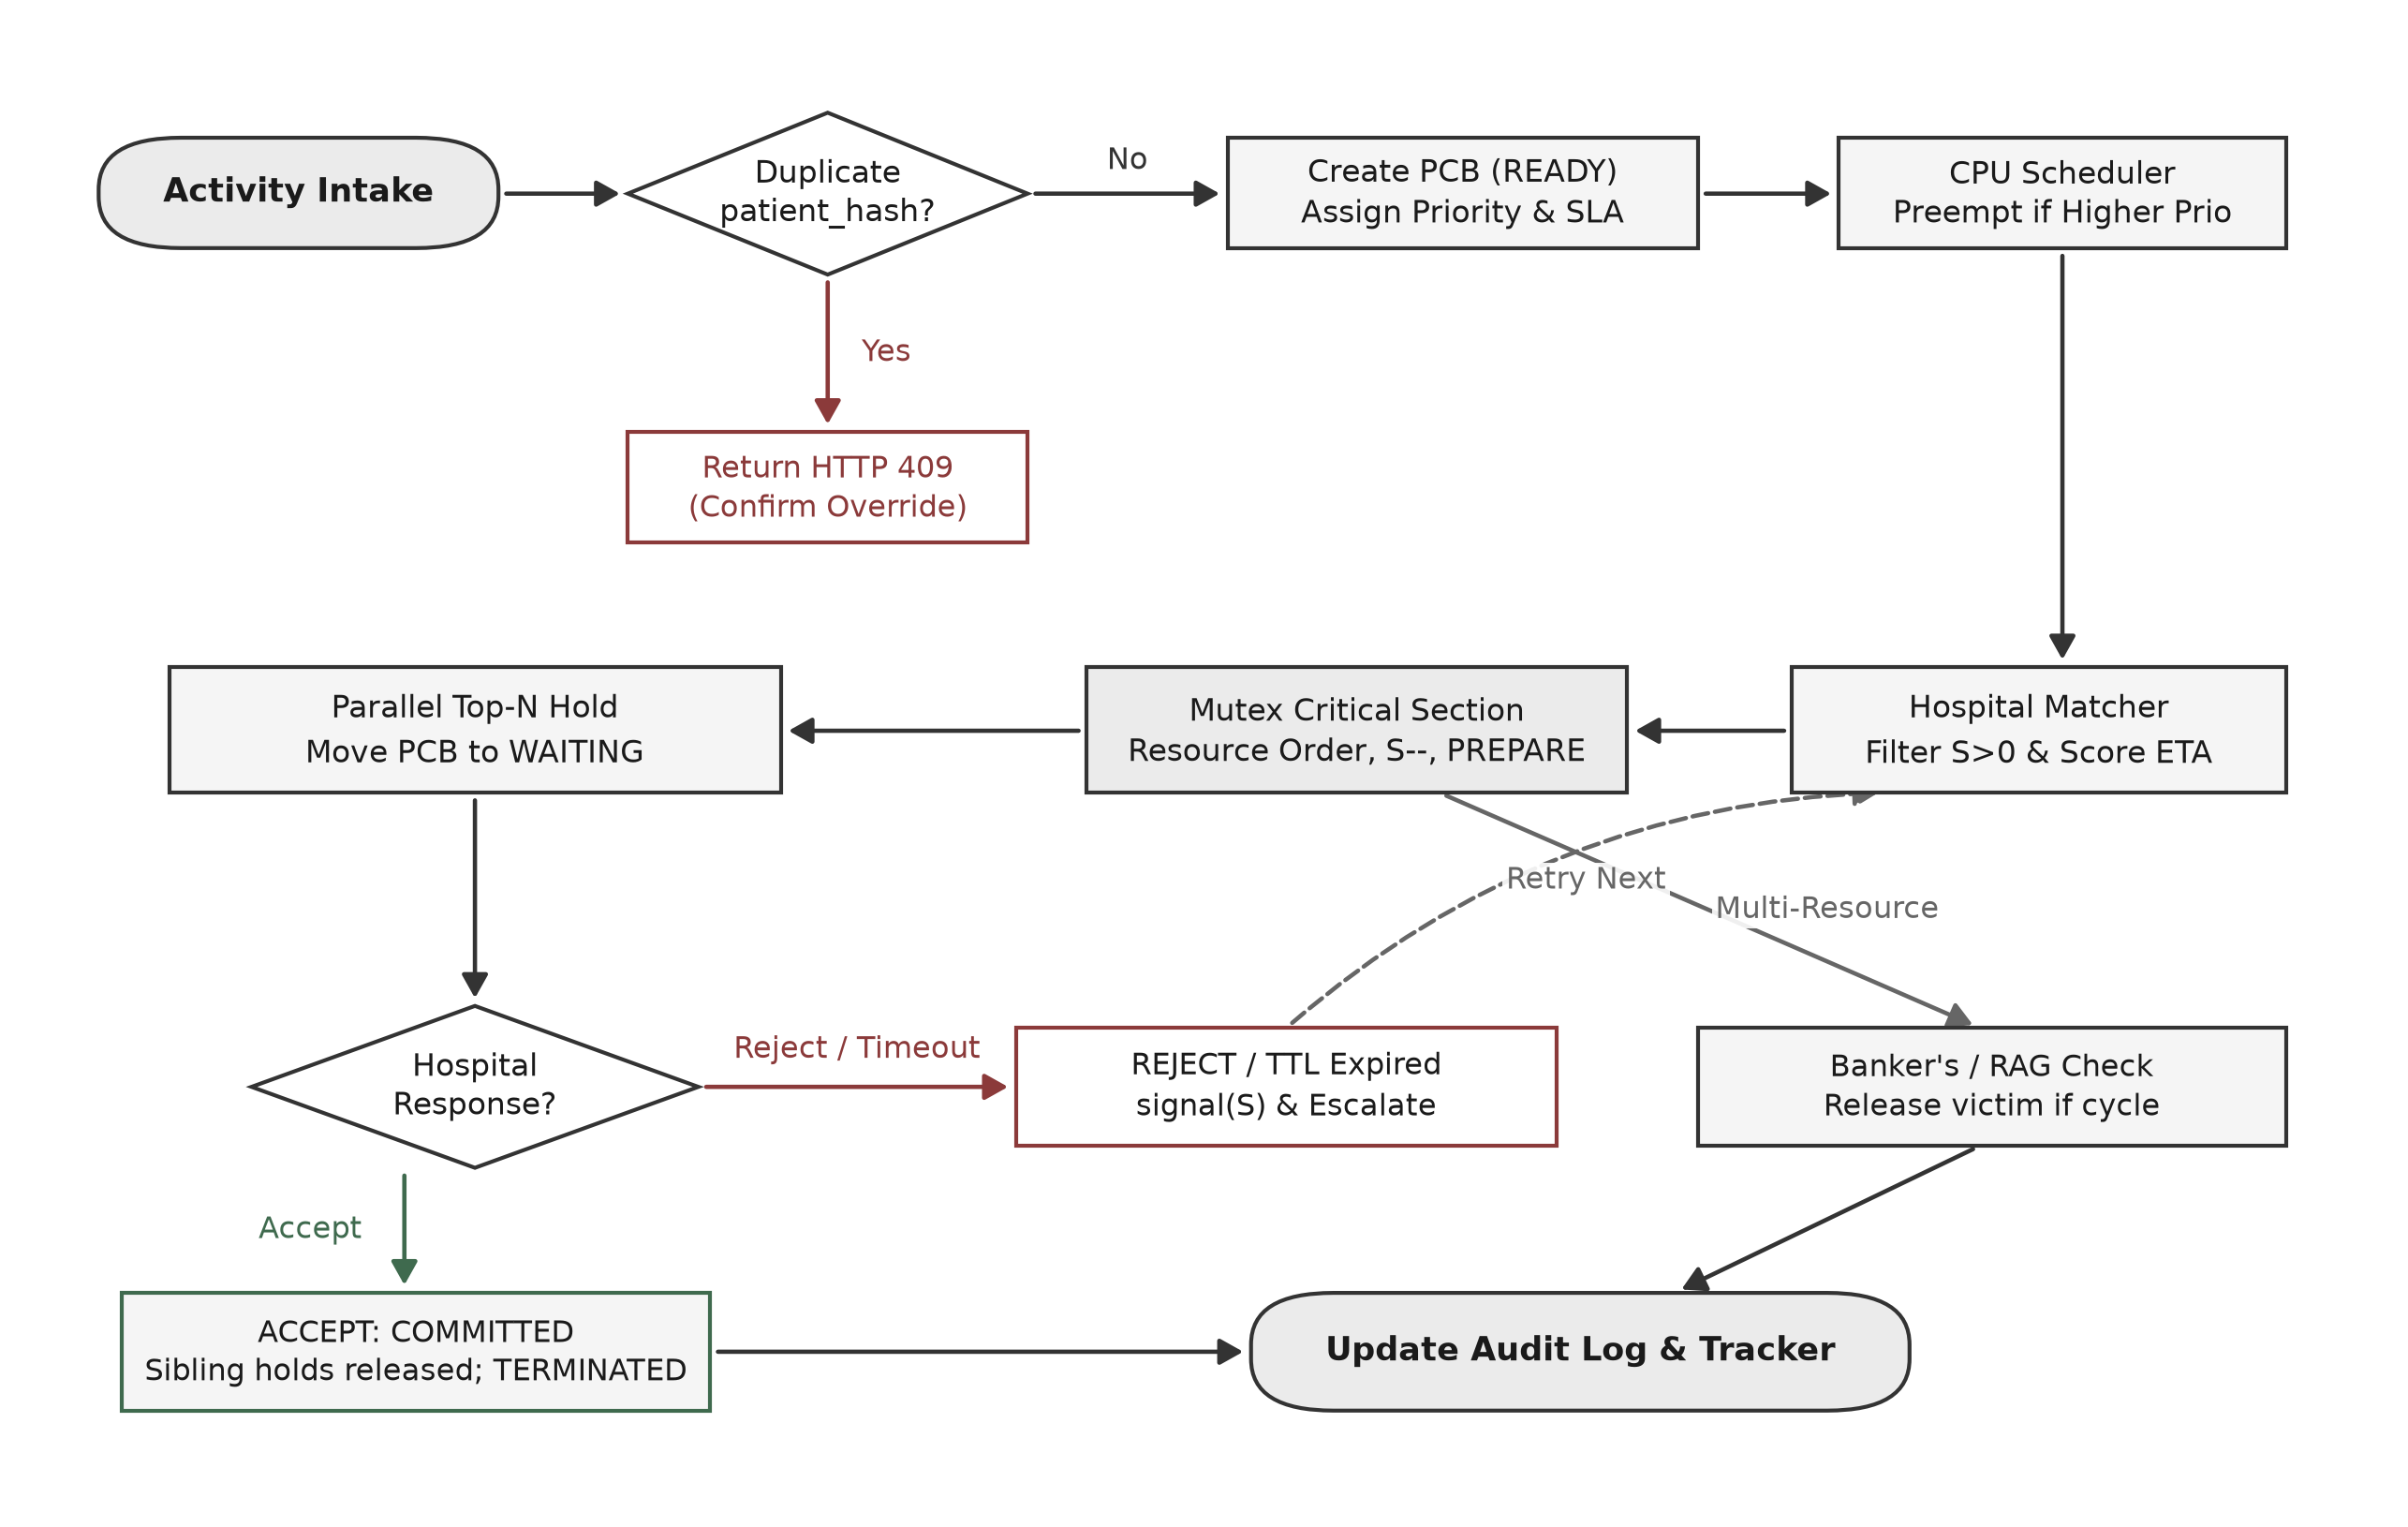 Activity Intake
Duplicate
patient_hash?
No
Create PCB (READY)
Assign Priority & SLA
CPU Scheduler
Preempt if Higher Prio
Yes
Return HTTP 409
(Confirm Override)
Parallel Top-N Hold
Move PCB to WAITING
Mutex Critical Section
Resource Order, S--, PREPARE
Hospital Matcher
Filter S>0 & Score ETA
Retry Next
Multi-Resource
Hospital
Response?
Reject / Timeout
REJECT / TTL Expired
signal(S) & Escalate
Banker's / RAG Check
Release victim if cycle
Accept
ACCEPT: COMMITTED
Sibling holds released; TERMINATED
Update Audit Log & Tracker